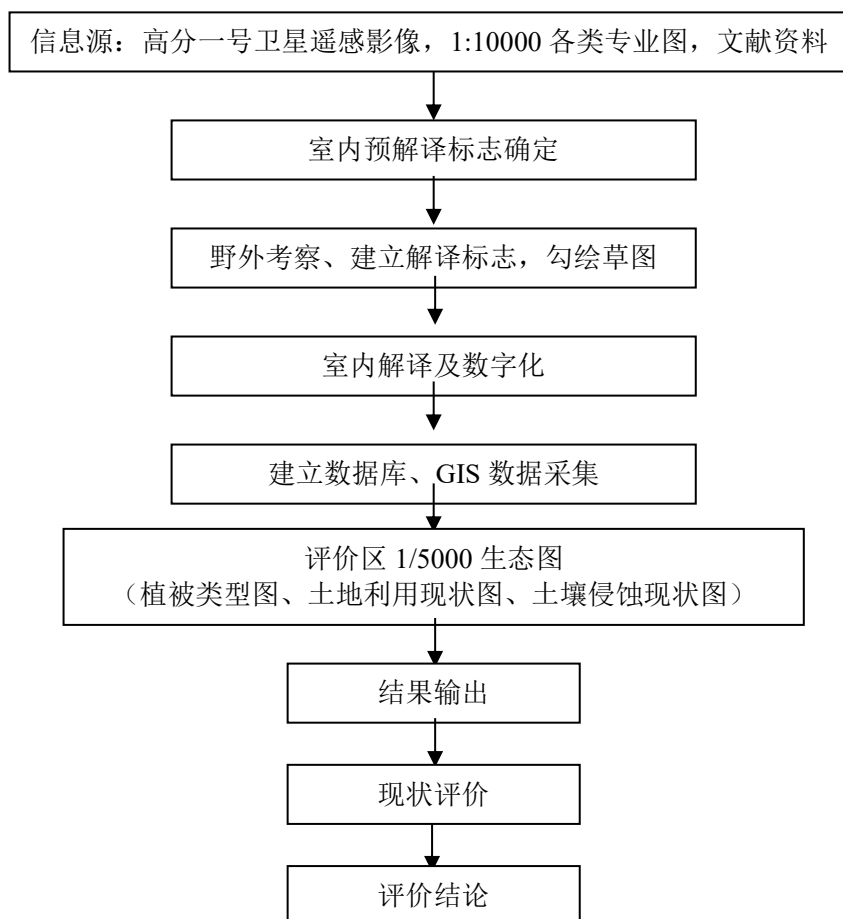 信息源：高分一号卫星遥感影像，1:10000 各类专业图，文献资料
室内预解译标志确定
野外考察、建立解译标志，勾绘草图
室内解译及数字化
建立数据库、GIS 数据采集
评价区 1/5000 生态图
（植被类型图、土地利用现状图、土壤侵蚀现状图）
结果输出
现状评价
评价结论